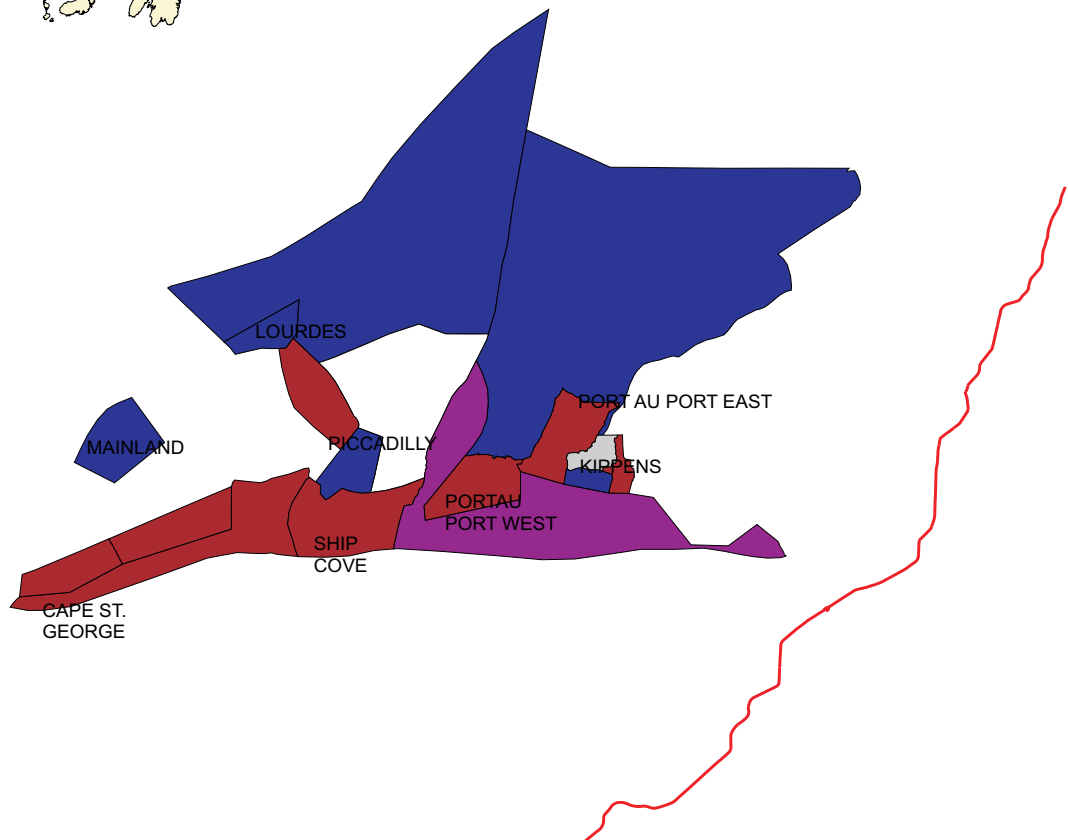 LOURDES
PORT AU PORT EAST
MAINLAND
PICCADILLY
KIPPENS
PORTAU
PORT WEST
SHIP
COVE
CAPE ST.
GEORGE